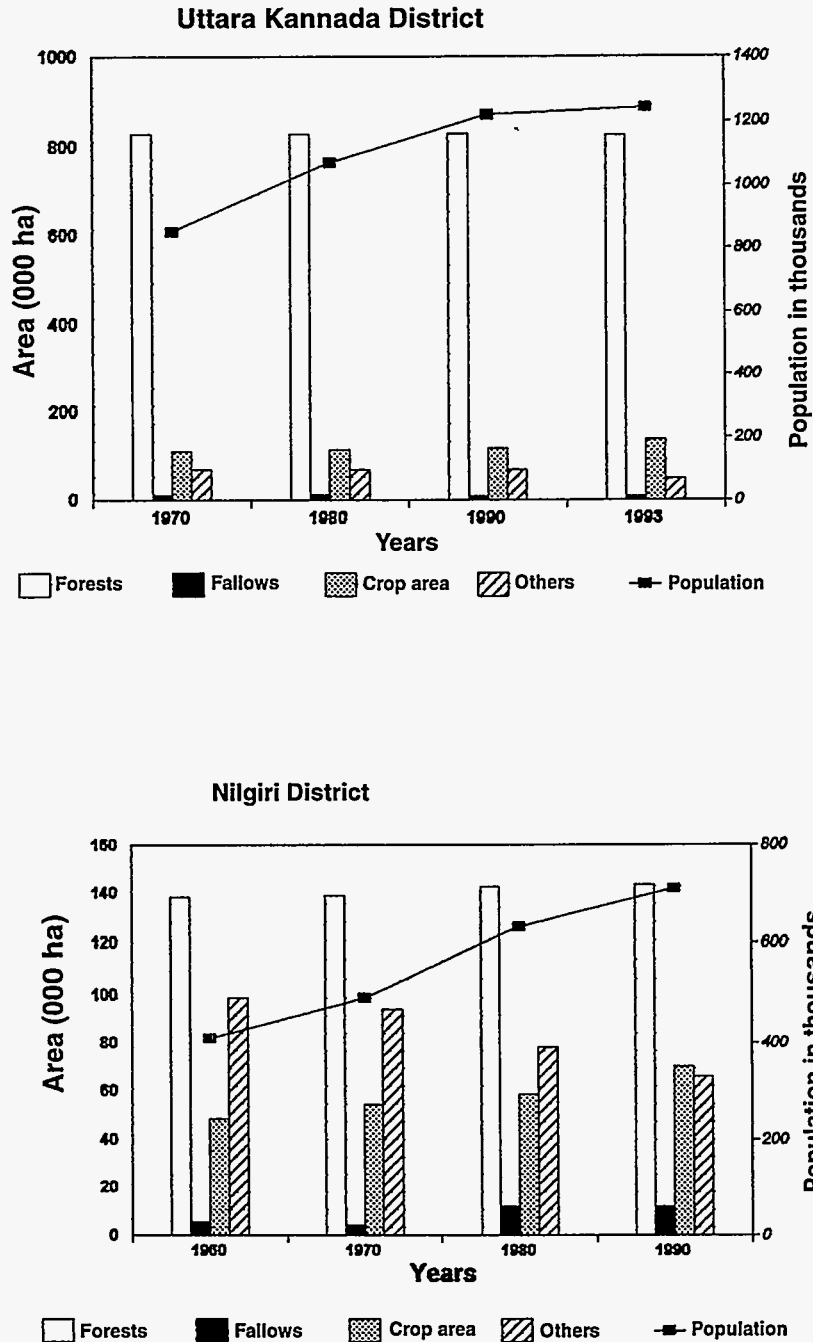 Uttara Kannada District
1000
800
600
400
200
0
Area (000 ha)
1400
1200
1000
800
600
400
200
0
Population in thousands
1970 1980 1990 1993
Years
Forests Fallows Crop area Others Population
Nilgiri District
160
140
120
100
80
60
40
20
0
Area (000 ha)
800
600
400
200
0
Population in thousands
1960 1970 1980 1990
Years
Forests Fallows Crop area Others Population